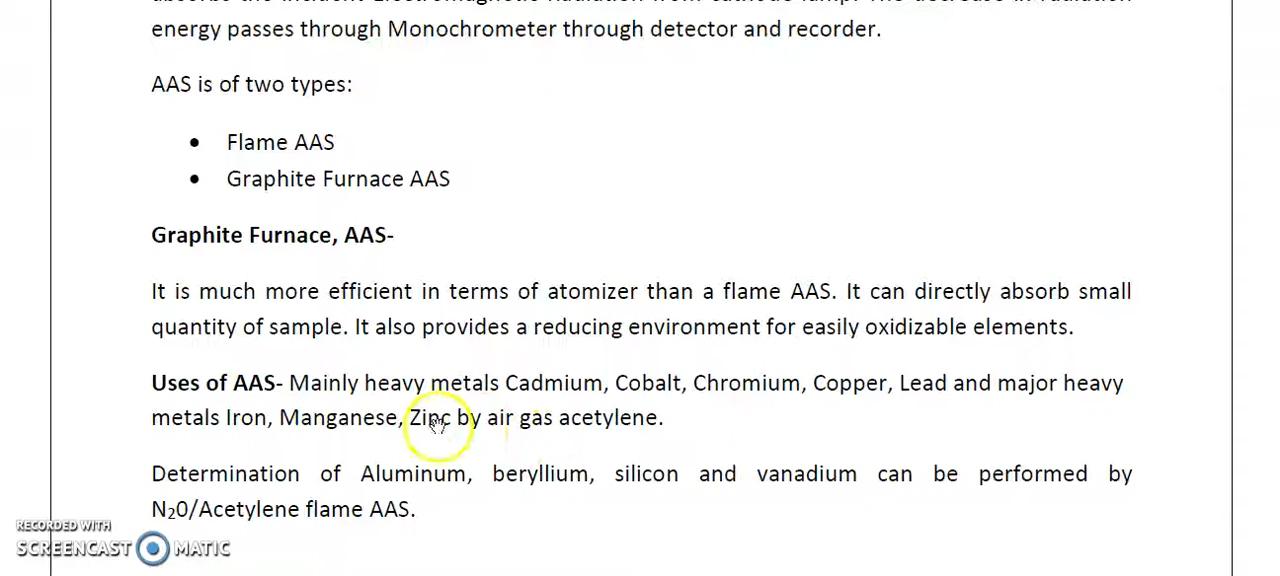 energy passes through Monochrometer through detector and recorder.
AAS is of two types:
• Flame AAS
• Graphite Furnace AAS
Graphite Furnace, AAS-
It is much more efficient in terms of atomizer than a flame AAS. It can directly absorb small
quantity of sample. It also provides a reducing environment for easily oxidizable elements.
Uses of AAS- Mainly heavy metals Cadmium, Cobalt, Chromium, Copper, Lead and major heavy
metals Iron, Manganese, Zinc by air gas acetylene.
Determination of Aluminum, beryllium, silicon and vanadium can be performed by
N₂0/Acetylene flame AAS.
RECORDED WITH
SCREENCAST MATIC